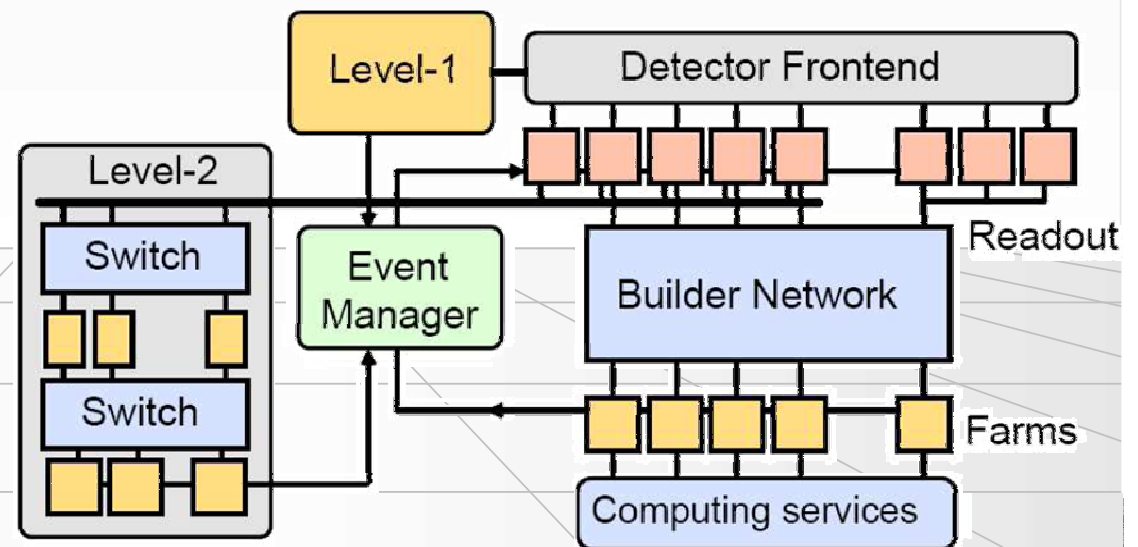 Level-1
Detector Frontend
Level-2
Switch
Event
Manager
Readout
Builder Network
Switch
Farms
Computing services